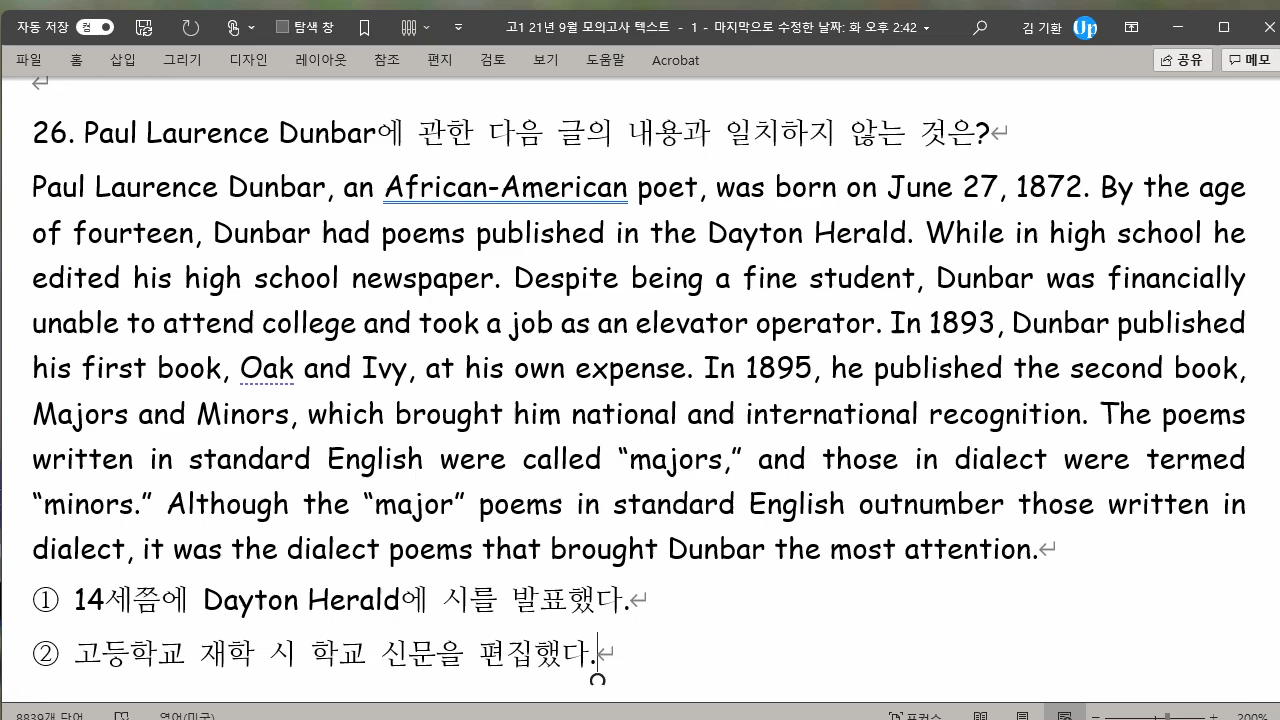 자동 저장 컴 탐색 창 고1 21년 9월 모의고사 텍스트 - 1 - 마지막으로 수정한 날짜: 화 오후 2:42 김 기환 Up
파일 홈 삽입 그리기 디자인 레이아웃 참조 편지 검토 보기 도움말 Acrobat 공유 메모
26. Paul Laurence Dunbar에 관한 다음 글의 내용과 일치하지 않는 것은?
Paul Laurence Dunbar, an African-American poet, was born on June 27, 1872. By the age
of fourteen, Dunbar had poems published in the Dayton Herald. While in high school he
edited his high school newspaper. Despite being a fine student, Dunbar was financially
unable to attend college and took a job as an elevator operator. In 1893, Dunbar published
his first book, Oak and Ivy, at his own expense. In 1895, he published the second book,
Majors and Minors, which brought him national and international recognition. The poems
written in standard English were called “majors,” and those in dialect were termed
“minors.” Although the “major” poems in standard English outnumber those written in
dialect, it was the dialect poems that brought Dunbar the most attention.
① 14세쯤에 Dayton Herald에 시를 발표했다.
② 고등학교 재학 시 학교 신문을 편집했다.
8839개 단어 영어(미국) 포커스 200%